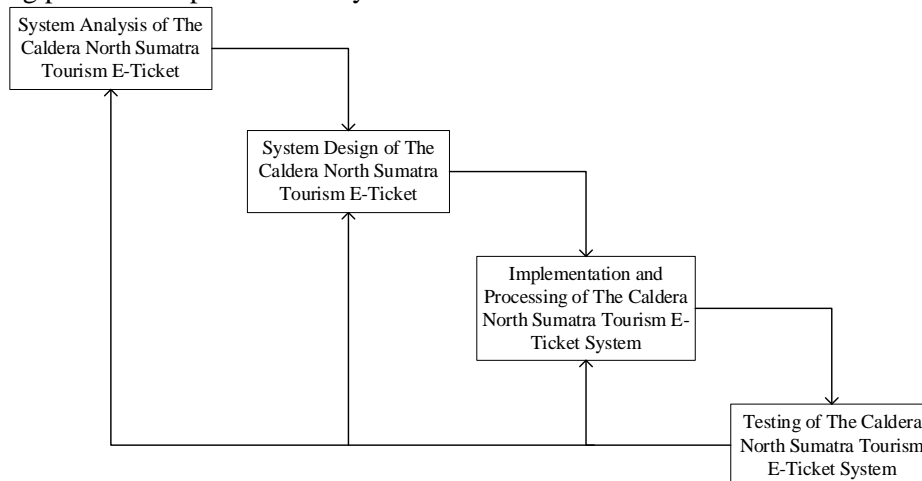 System Analysis of The
Caldera North Sumatra
Tourism E-Ticket
System Design of The
Caldera North Sumatra
Tourism E-Ticket
Implementation and
Processing of The Caldera
North Sumatra Tourism E-
Ticket System
Testing of The Caldera
North Sumatra Tourism
E-Ticket System